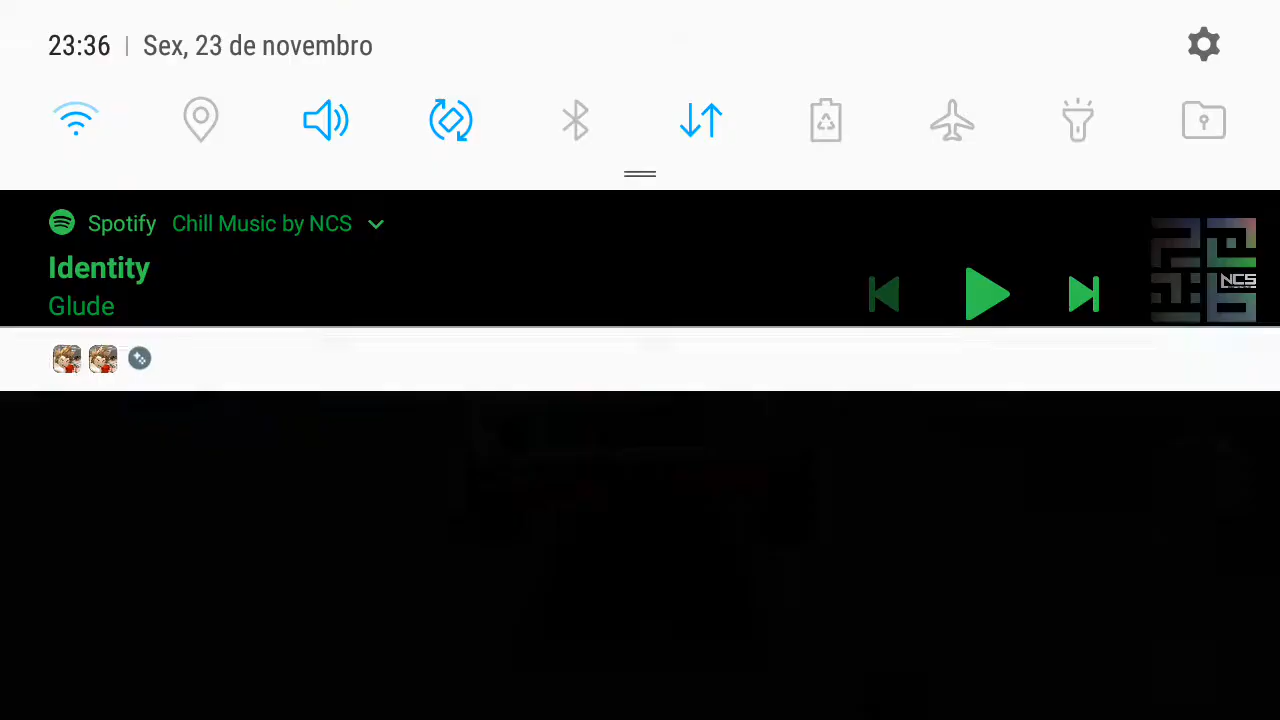 23:36 | Sex, 23 de novembro
Spotify Chill Music by NCS
Identity
Glude
NCS